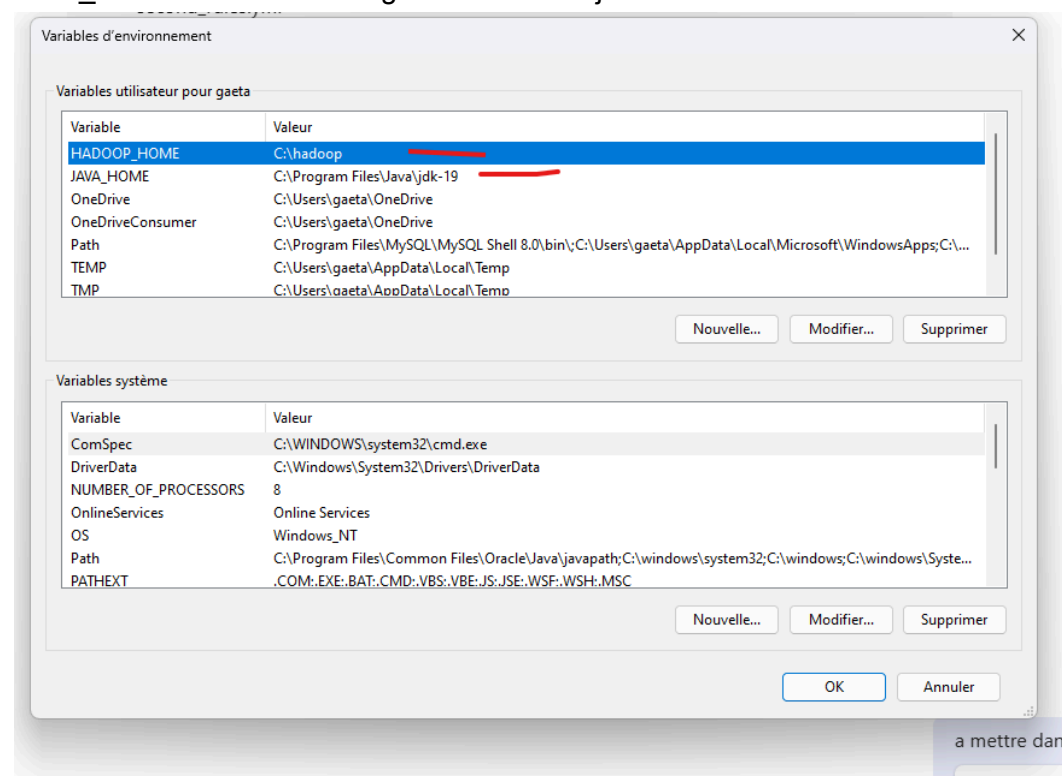 Variables d'environnement
Variables utilisateur pour gaeta
Variable Valeur
HADOOP_HOME C:\hadoop
JAVA_HOME C:\Program Files\Java\jdk-19
OneDrive C:\Users\gaeta\OneDrive
OneDriveConsumer C:\Users\gaeta\OneDrive
Path C:\Program Files\MySQL\MySQL Shell 8.0\bin\;C:\Users\gaeta\AppData\Local\Microsoft\WindowsApps;C:\...
TEMP C:\Users\gaeta\AppData\Local\Temp
TMP C:\Users\gaeta\AppData\Local\Temp
Nouvelle... Modifier... Supprimer
Variables système
Variable Valeur
ComSpec C:\WINDOWS\system32\cmd.exe
DriverData C:\Windows\System32\Drivers\DriverData
NUMBER_OF_PROCESSORS 8
OnlineServices Online Services
OS Windows_NT
Path C:\Program Files\Common Files\Oracle\Java\javapath;C:\windows\system32;C:\windows;C:\windows\Syste...
PATHEXT .COM;.EXE;.BAT;.CMD;.VBS;.VBE;.JS;.JSE;.WSF;.WSH;.MSC
Nouvelle... Modifier... Supprimer
OK Annuler
a mettre dan